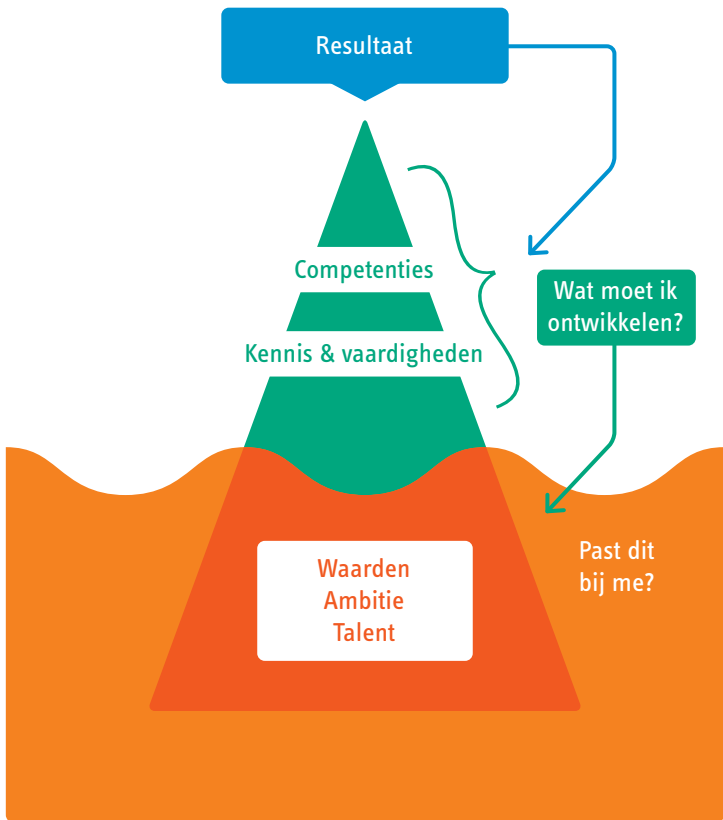 Resultaat
Competenties
Wat moet ik
ontwikkelen?
Kennis & vaardigheden
Past dit
bij me?
Waarden
Ambitie
Talent